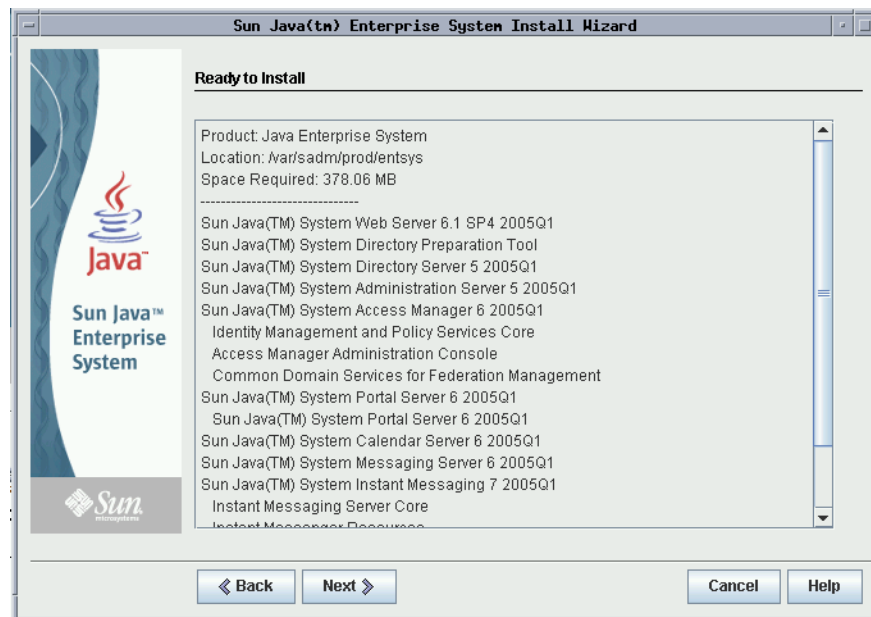 Sun Java(tm) Enterprise System Install Wizard
Ready to Install
Product: Java Enterprise System
Location: /var/sadm/prod/entsys
Space Required: 378.06 MB
-------------------------------
Sun Java(TM) System Web Server 6.1 SP4 2005Q1
Sun Java(TM) System Directory Preparation Tool
Sun Java(TM) System Directory Server 5 2005Q1
Sun Java(TM) System Administration Server 5 2005Q1
Sun Java(TM) System Access Manager 6 2005Q1
Identity Management and Policy Services Core
Access Manager Administration Console
Common Domain Services for Federation Management
Sun Java(TM) System Portal Server 6 2005Q1
Sun Java(TM) System Portal Server 6 2005Q1
Sun Java(TM) System Calendar Server 6 2005Q1
Sun Java(TM) System Messaging Server 6 2005Q1
Sun Java(TM) System Instant Messaging 7 2005Q1
Instant Messaging Server Core
Instant Messenger Resources
Java™
Sun Java™
Enterprise
System
Sun
microsystems
Back
Next
Cancel
Help